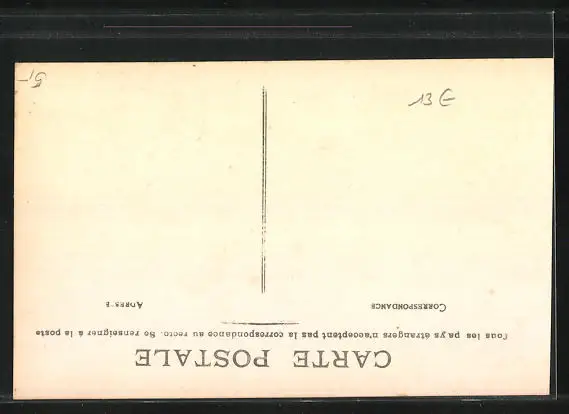 CARTE POSTALE
Tous les pays étrangers n'acceptent pas la correspondance au recto. Se renseigner à la poste
CORRESPONDANCE
ADRESSE
13 €
5,-